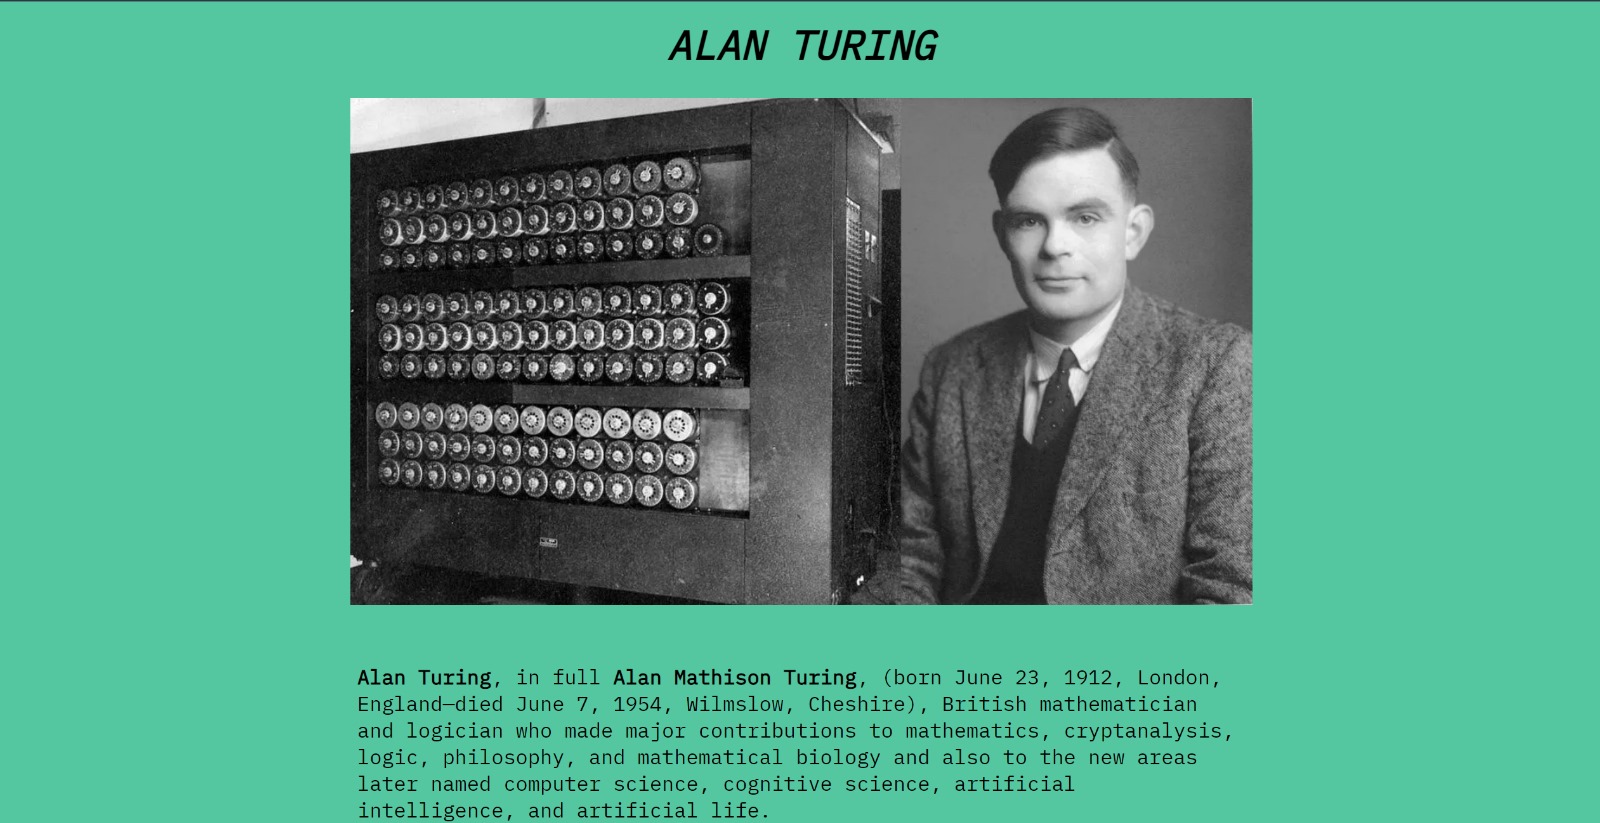 ALAN TURING
Alan Turing, in full Alan Mathison Turing, (born June 23, 1912, London,
England—died June 7, 1954, Wilmslow, Cheshire), British mathematician
and logician who made major contributions to mathematics, cryptanalysis,
logic, philosophy, and mathematical biology and also to the new areas
later named computer science, cognitive science, artificial
intelligence, and artificial life.